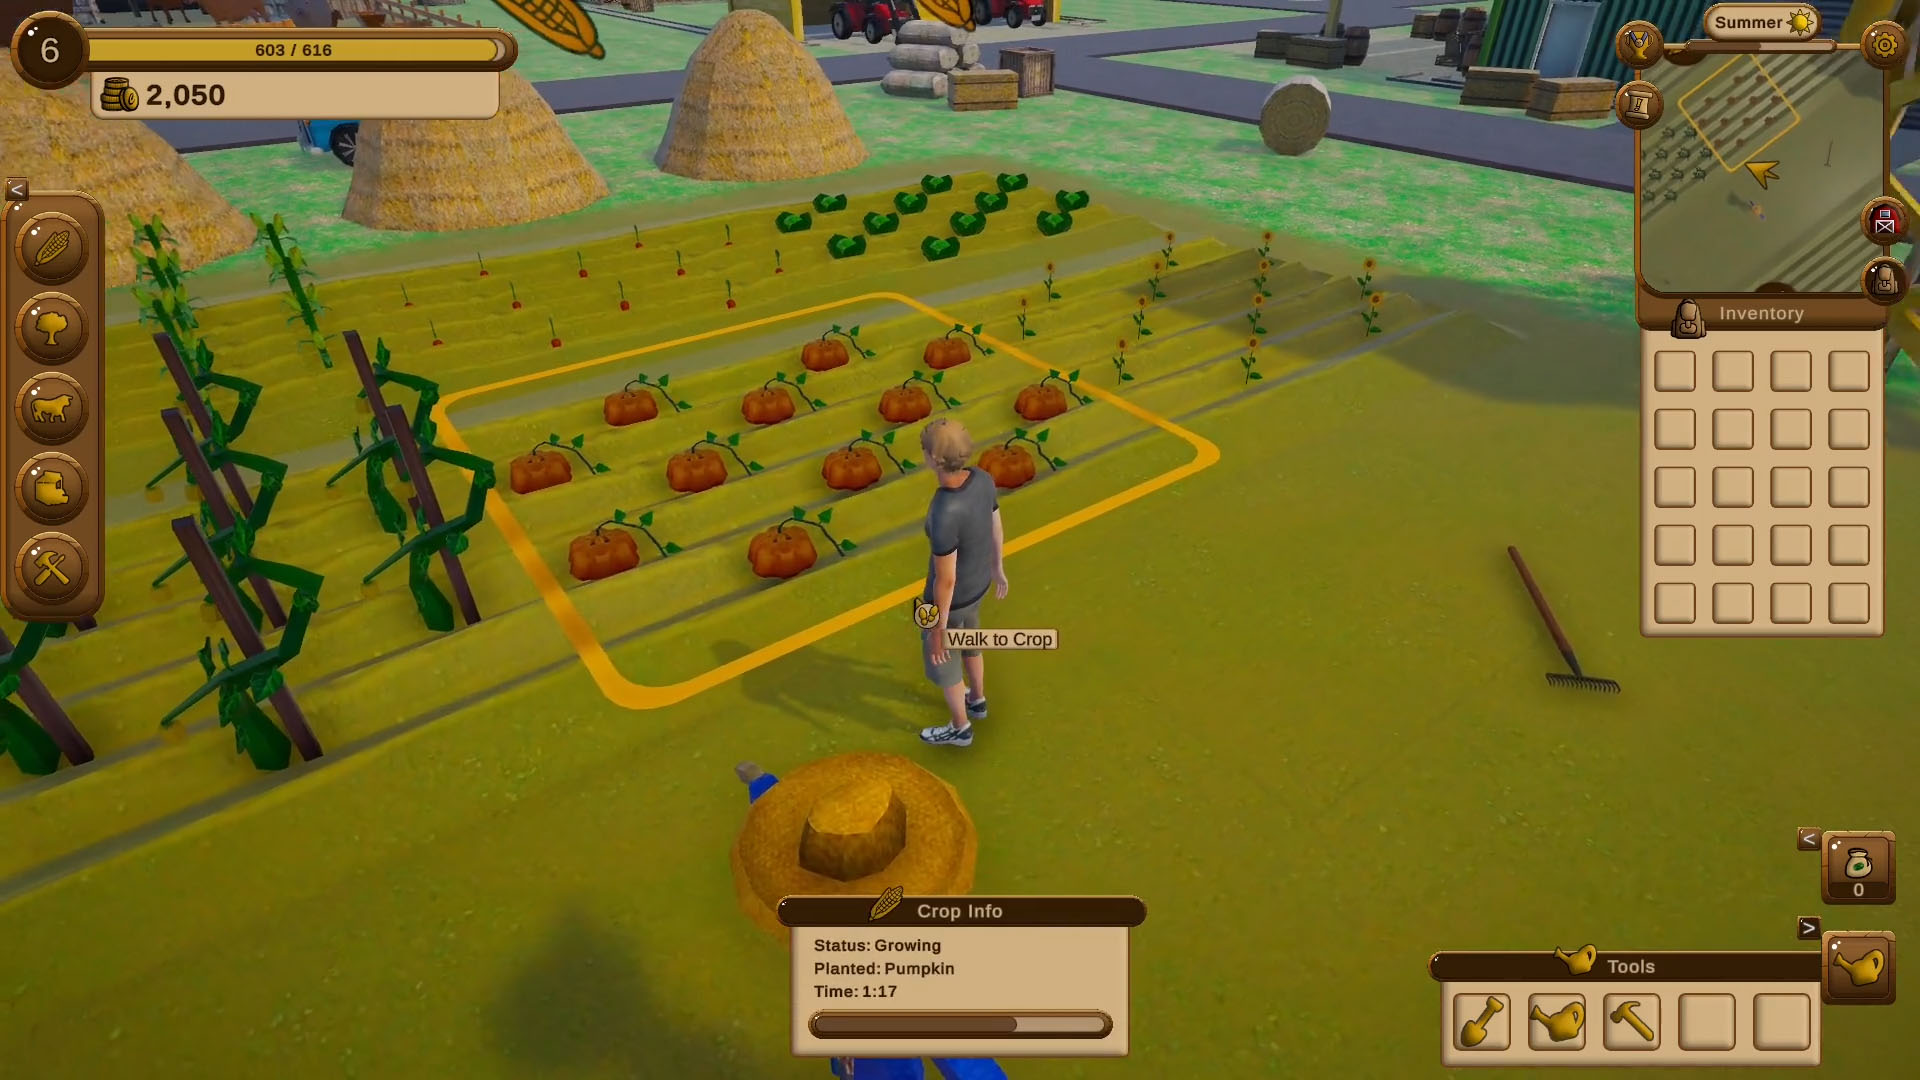 6
603 / 616
2,050
Summer
Inventory
Walk to Crop
Crop Info
Status: Growing
Planted: Pumpkin
Time: 1:17
<
<
0
>
Tools